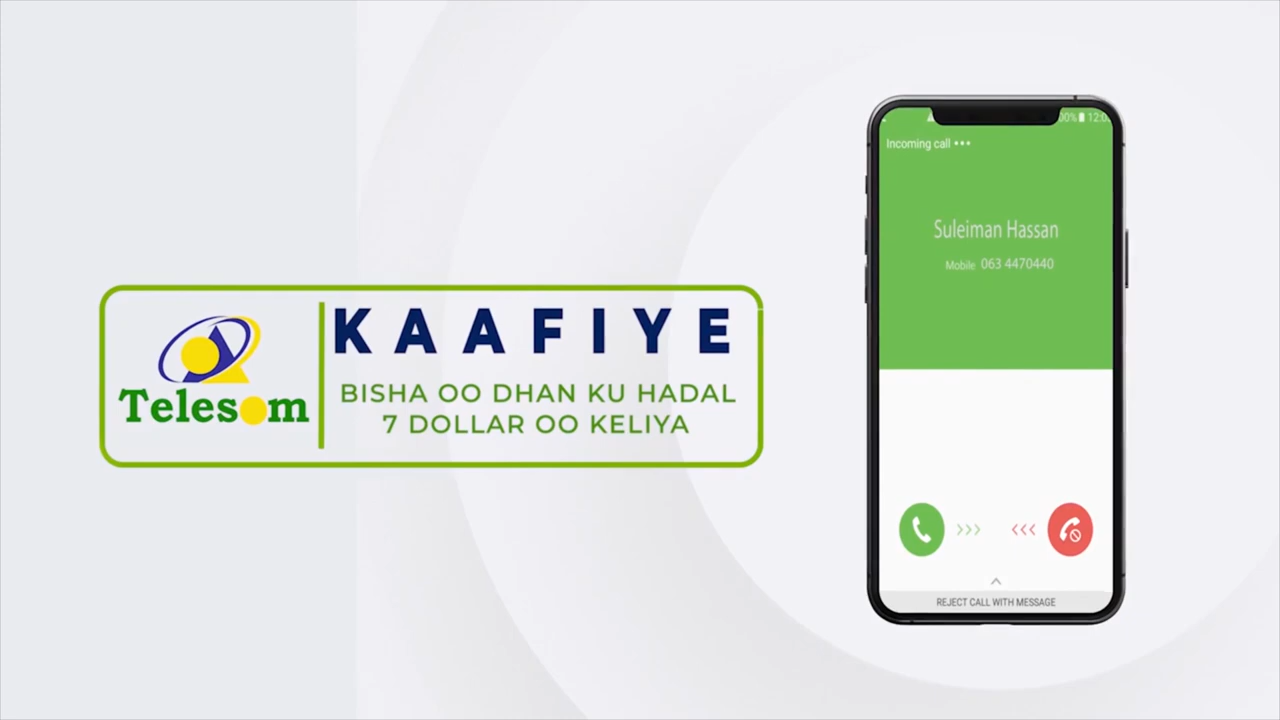 Telesom
KAAFIYE
BISHA OO DHAN KU HADAL
7 DOLLAR OO KELIYA
Incoming call •••
Suleiman Hassan
Mobile 063 4470440
REJECT CALL WITH MESSAGE